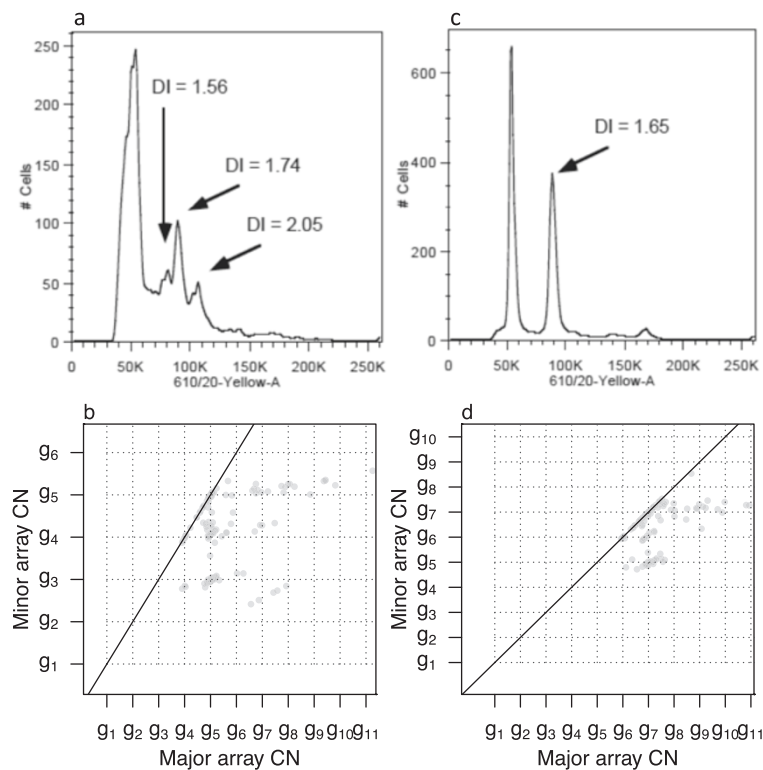 a
250
200
150
100
50
0
# Cells
DI = 1.56
DI = 1.74
DI = 2.05
0 50K 100K 150K 200K 250K
610/20-Yellow-A
c
600
400
200
0
# Cells
DI = 1.65
0 50K 100K 150K 200K 250K
610/20-Yellow-A
b
g6
g5
g4
g3
g2
g1
Minor array CN
g1 g2 g3 g4 g5 g6 g7 g8 g9 g10 g11
Major array CN
d
g10
g9
g8
g7
g6
g5
g4
g3
g2
g1
Minor array CN
g1 g2 g3 g4 g5 g6 g7 g8 g9 g10 g11
Major array CN